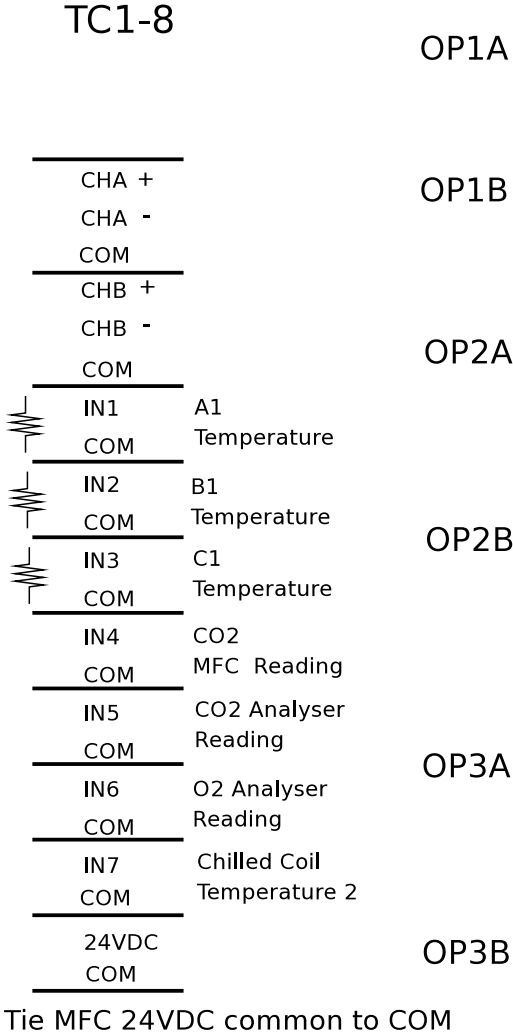 TC1-8
OP1A
CHA +
CHA -
COM
OP1B
CHB +
CHB -
COM
OP2A
IN1 A1
COM Temperature
IN2 B1
COM Temperature
OP2B
IN3 C1
COM Temperature
IN4 CO2
COM MFC Reading
IN5 CO2 Analyser
COM Reading
OP3A
IN6 O2 Analyser
COM Reading
IN7 Chilled Coil
COM Temperature 2
24VDC
COM
OP3B
Tie MFC 24VDC common to COM